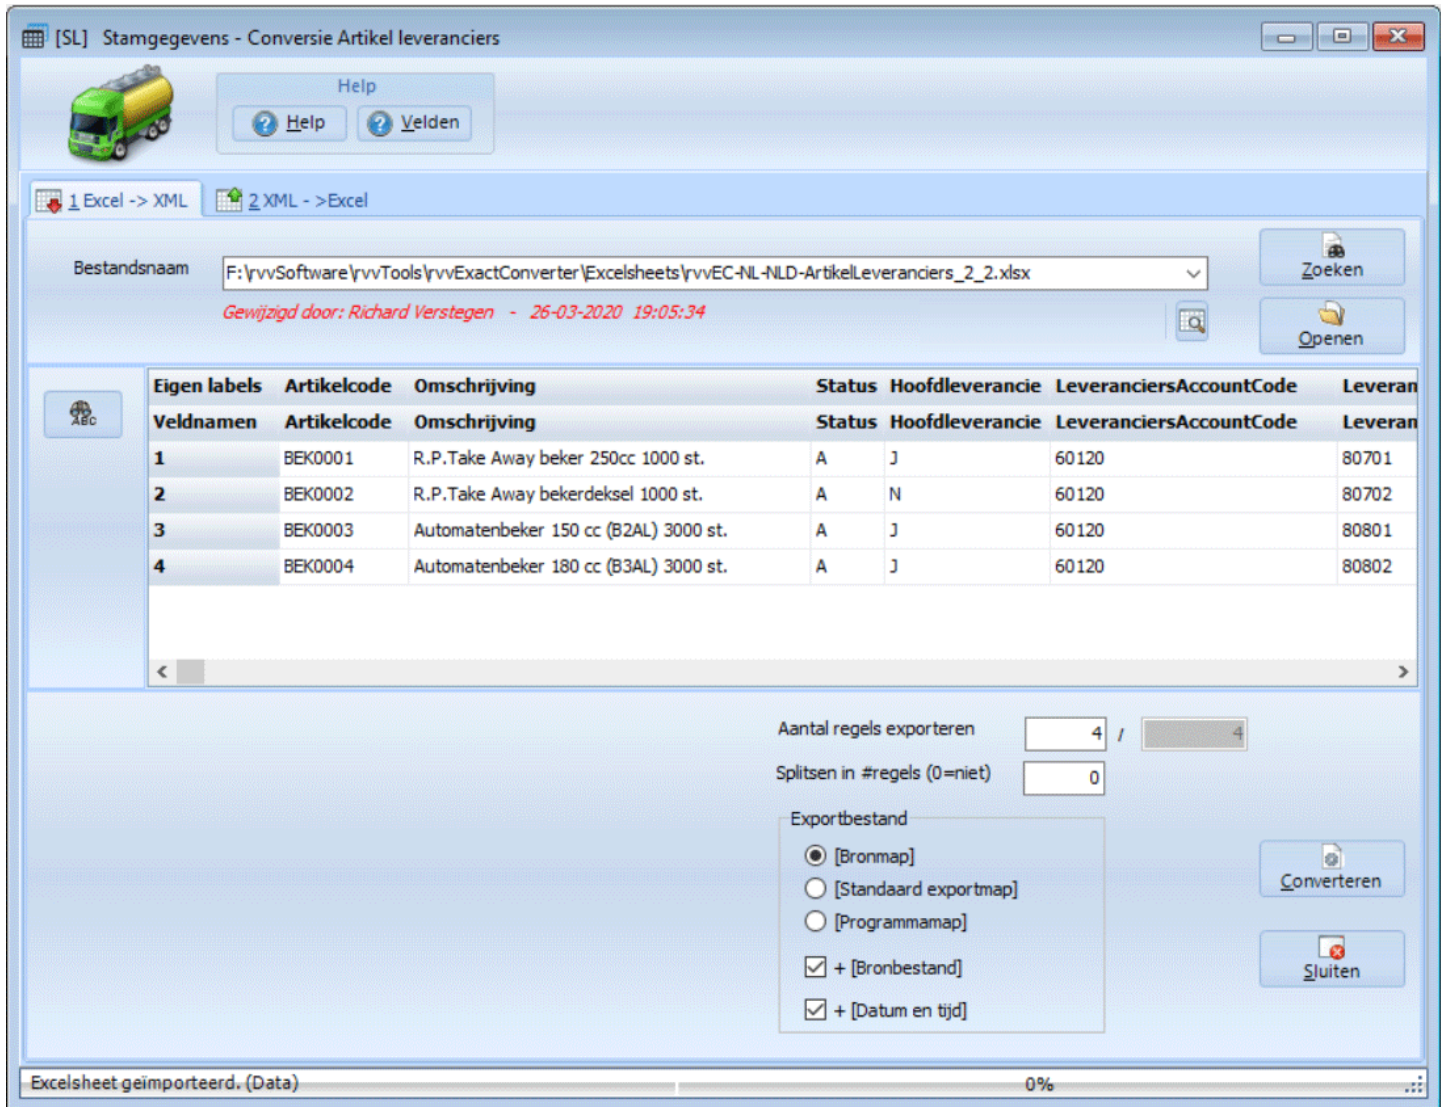 [SL] Stamgegevens - Conversie Artikel leveranciers
Help
Help Velden
1 Excel -> XML 2 XML - >Excel
Bestandsnaam F:\rvvSoftware\rvvTools\rvvExactConverter\Excelsheets\rvvEC-NL-NLD-ArtikelLeveranciers_2_2.xlsx Zoeken
Gewijzigd door: Richard Verstegen - 26-03-2020 19:05:34
Openen
ABC
Eigen labels Artikelcode Omschrijving Status Hoofdleverancie LeveranciersAccountCode Leveran
Veldnamen Artikelcode Omschrijving Status Hoofdleverancie LeveranciersAccountCode Leveran
1 BEK0001 R.P.Take Away beker 250cc 1000 st. A J 60120 80701
2 BEK0002 R.P.Take Away bekerdeksel 1000 st. A N 60120 80702
3 BEK0003 Automatenbeker 150 cc (B2AL) 3000 st. A J 60120 80801
4 BEK0004 Automatenbeker 180 cc (B3AL) 3000 st. A J 60120 80802
Aantal regels exporteren 4 / 4
Splitsen in #regels (0=niet) 0
Exportbestand
[Bronmap]
[Standaard exportmap]
[Programmamap]
+ [Bronbestand]
+ [Datum en tijd]
Converteren
Sluiten
Excelsheet geïmporteerd. (Data) 0%